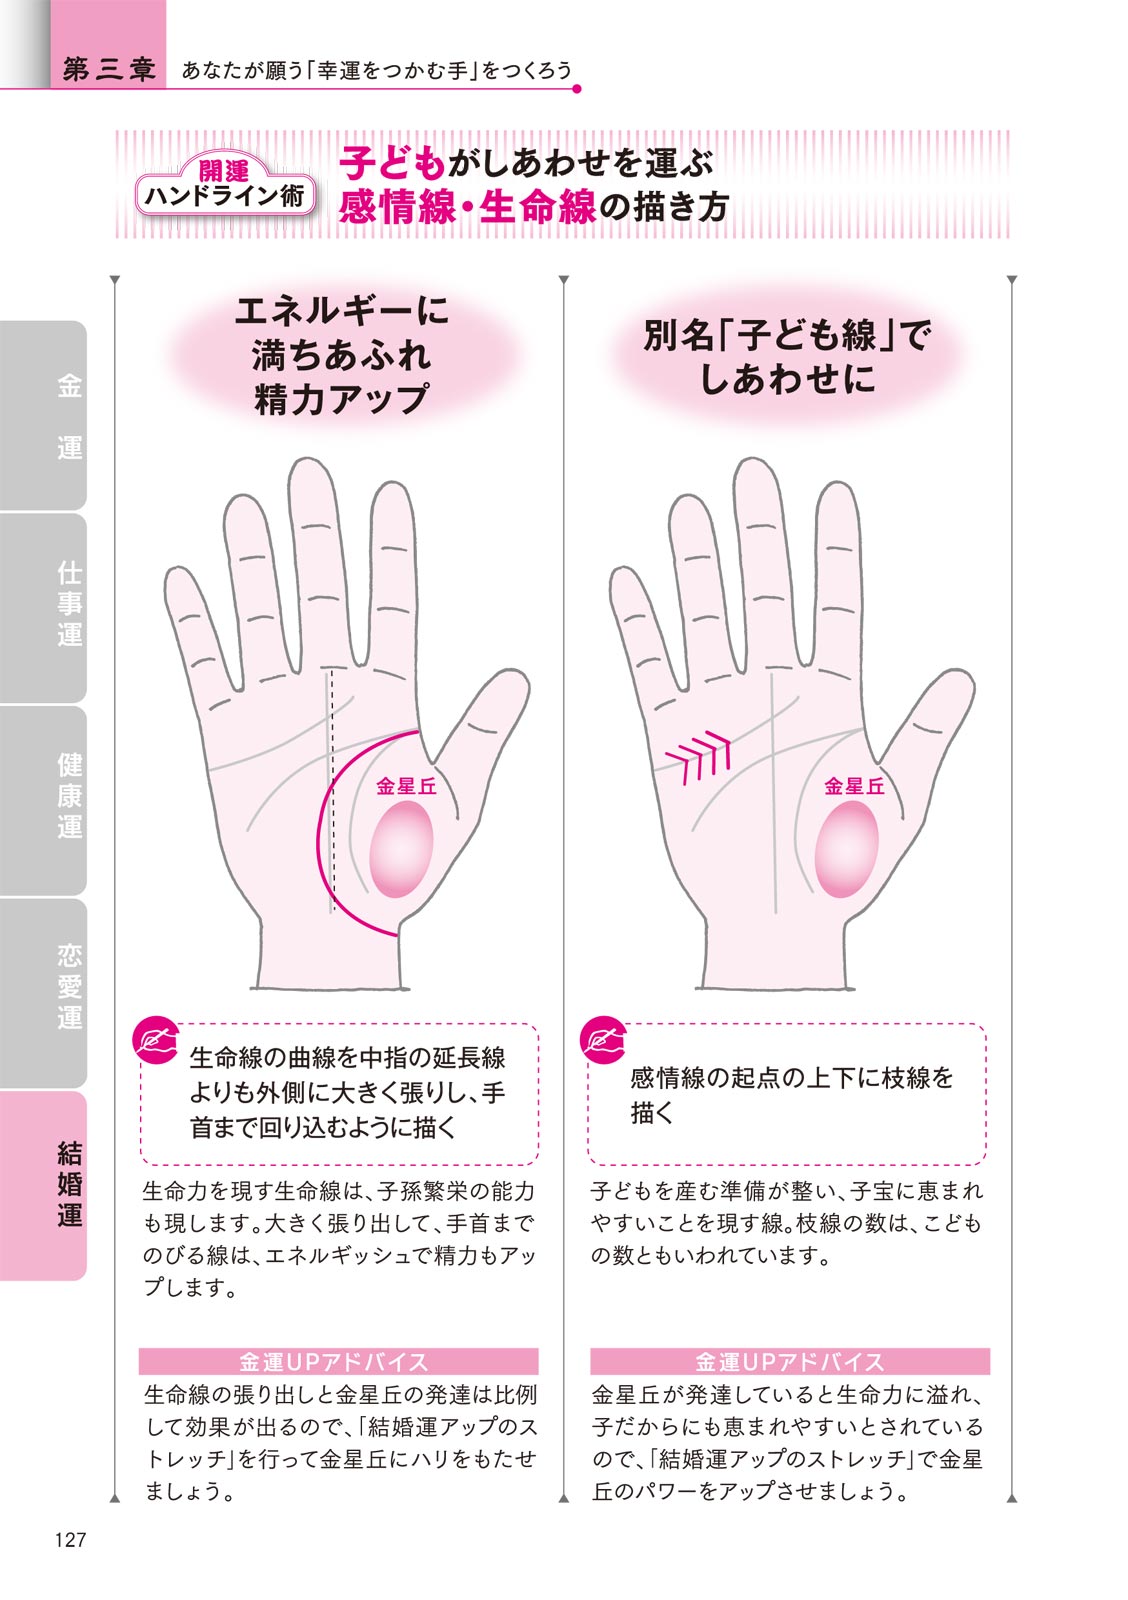 第三章
あなたが願う「幸運をつかむ手」をつくろう
開運
ハンドライン術
子どもがしあわせを運ぶ
感情線・生命線の描き方
エネルギーに
満ちあふれ
精力アップ
金星丘
生命線の曲線を中指の延長線
よりも外側に大きく張りし、手
首まで回り込むように描く
生命力を現す生命線は、子孫繁栄の能力
も現します。大きく張り出して、手首まで
のびる線は、エネルギッシュで精力もアッ
プします。
金運UPアドバイス
生命線の張り出しと金星丘の発達は比例
して効果が出るので、「結婚運アップのス
トレッチ」を行って金星丘にハリをもたせ
ましょう。
別名「子ども線」で
しあわせに
金星丘
感情線の起点の上下に枝線を
描く
子どもを産む準備が整い、子宝に恵まれ
やすいことを現す線。枝線の数は、こども
の数ともいわれています。
金運UPアドバイス
金星丘が発達していると生命力に溢れ、
子だからにも恵まれやすいとされている
ので、「結婚運アップのストレッチ」で金星
丘のパワーをアップさせましょう。
金運
仕事運
健康運
恋愛運
結婚運
127